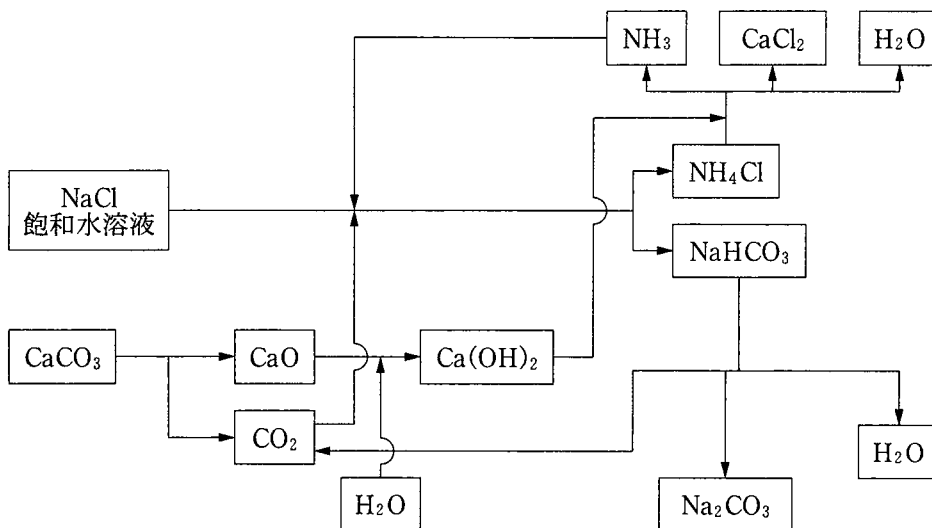 NH₃
CaCl₂
H₂O
NH₄Cl
NaCl
飽和水溶液
NaHCO₃
CaCO₃
CaO
Ca(OH)₂
CO₂
H₂O
H₂O
Na₂CO₃